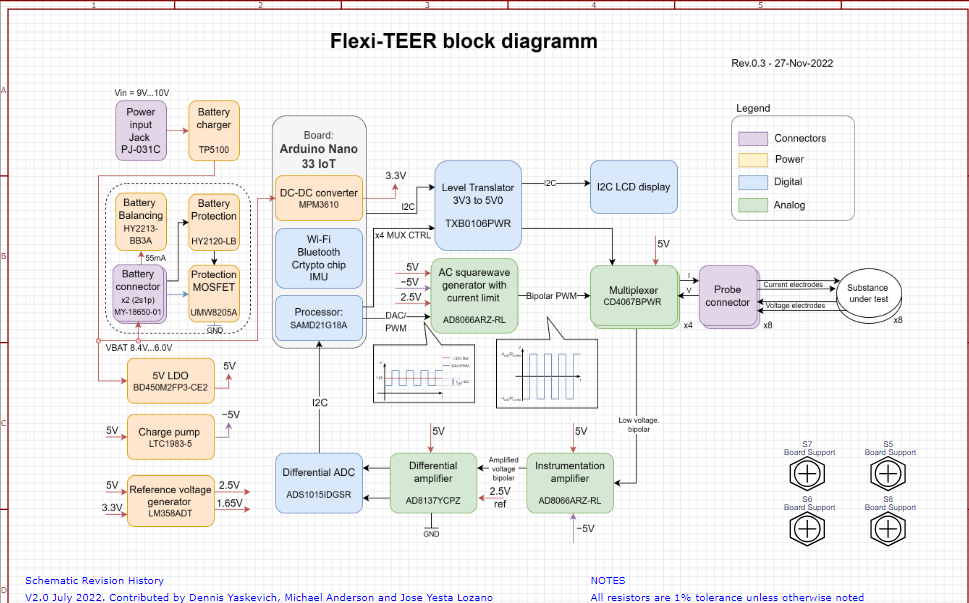 1 2 3 4 5
Flexi-TEER block diagramm
Rev.0.3 - 27-Nov-2022
A
Vin = 9V...10V
Power
input
Jack
PJ-031C
Battery
charger
TP5100
Legend
Connectors
Power
Digital
Analog
Board:
Arduino Nano
33 IoT
DC-DC converter
MPM3610
3.3V
I2C
Wi-Fi
Bluetooth
Crtypto chip
IMU
x4 MUX CTRL
Processor:
SAMD21G18A
DAC/
PWM
Level Translator
3V3 to 5V0
TXB0106PWR
I2C
I2C LCD display
B
Battery
Balancing
HY2213-
BB3A
Battery
Protection
HY2120-LB
55mA
Battery
connector
x2 (2s1p)
MY-18650-01
Protection
MOSFET
UMW8205A
GND
VBAT 8.4V...6.0V
5V
−5V
2.5V
AC squarewave
generator with
current limit
AD8066ARZ-RL
Bipolar PWM
5V
Multiplexer
CD4067BPWR
x4
I
V
Probe
connector
x8
Current electrodes
Voltage electrodes
Substance
under test
x8
5V LDO
BD450M2FP3-CE2
5V
C
5V
Charge pump
LTC1983-5
−5V
5V
3.3V
Reference voltage
generator
LM358ADT
2.5V
1.65V
I2C
Differential ADC
ADS1015IDGSR
5V
Differential
amplifier
AD8137YCPZ
GND
Amplified
voltage
bipolar
2.5V
ref
5V
Instrumentation
amplifier
AD8066ARZ-RL
−5V
Low voltage.
bipolar
S7
Board Support
S5
Board Support
S6
Board Support
S8
Board Support
D
Schematic Revision History
V2.0 July 2022. Contributed by Dennis Yaskevich, Michael Anderson and Jose Yesta Lozano
NOTES
All resistors are 1% tolerance unless otherwise noted